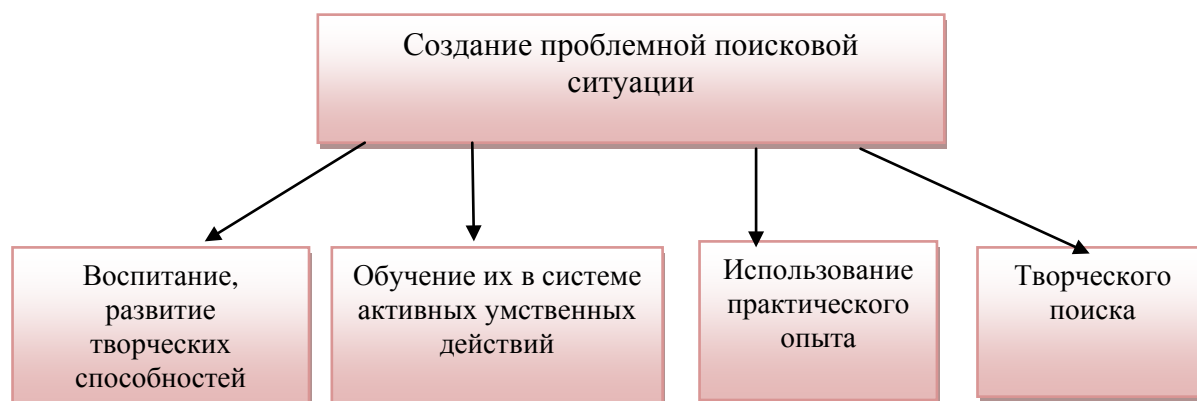 Создание проблемной поисковой
ситуации
Воспитание,
развитие
творческих
способностей
Обучение их в системе
активных умственных
действий
Использование
практического
опыта
Творческого
поиска